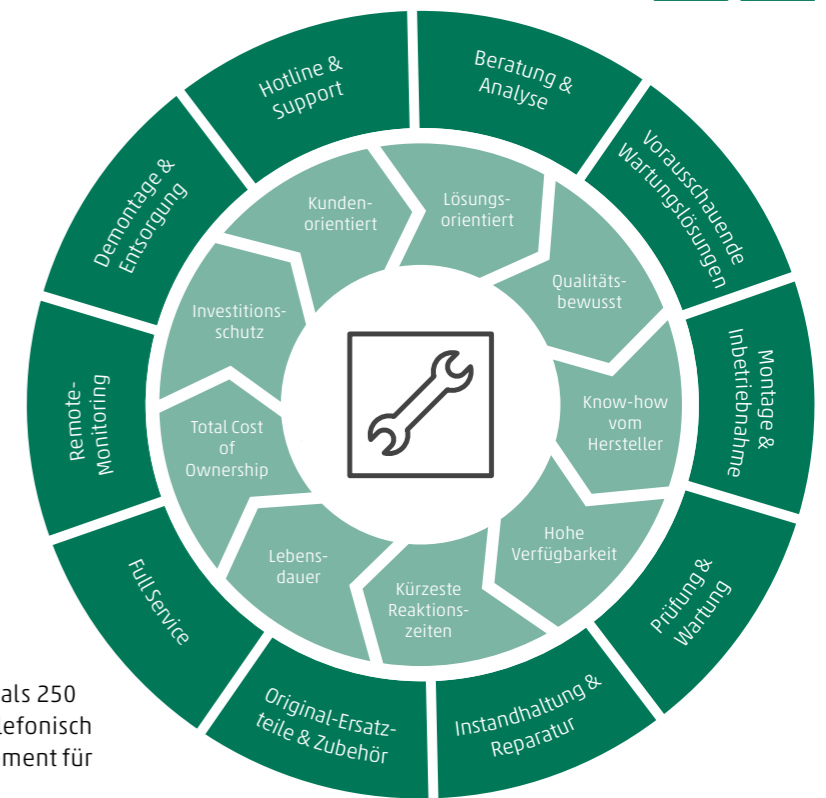 Hotline &
Support
Beratung &
Analyse
Vorausschauende
Wartungslösungen
Montage &
Inbetriebnahme
Prüfung &
Wartung
Instandhaltung &
Reparatur
Original-Ersatz-
teile & Zubehör
Full Service
Remote-
Monitoring
Demontage &
Entsorgung
Kunden-
orientiert
Lösungs-
orientiert
Qualitäts-
bewusst
Know-how
vom
Hersteller
Hohe
Verfügbarkeit
Kürzeste
Reaktions-
zeiten
Lebens-
dauer
Total Cost
of
Ownership
Investitions-
schutz
als 250
lefonisch
ement für